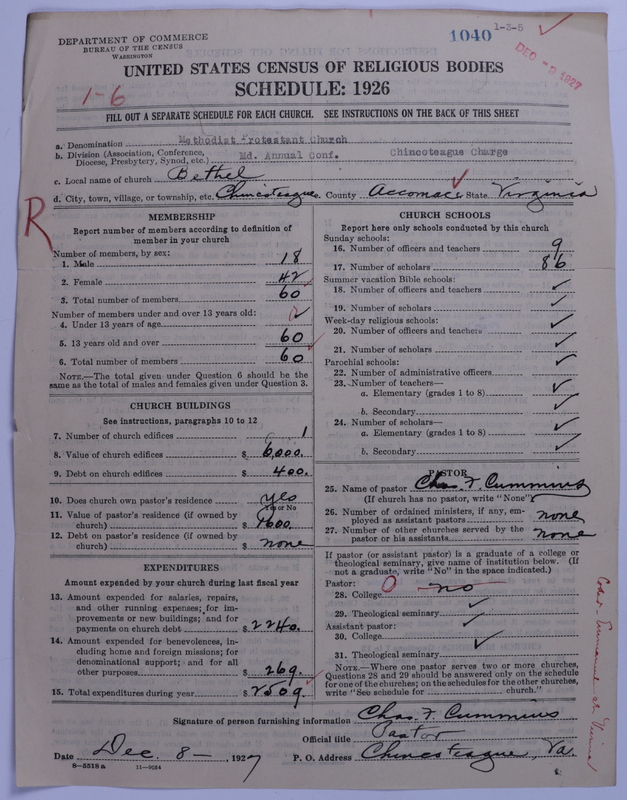 1-3-5
DEPARTMENT OF COMMERCE
BUREAU OF THE CENSUS
WASHINGTON
1040
DEC -9 1927
UNITED STATES CENSUS OF RELIGIOUS BODIES
SCHEDULE: 1926
1-6
FILL OUT A SEPARATE SCHEDULE FOR EACH CHURCH. SEE INSTRUCTIONS ON THE BACK OF THIS SHEET
a. Denomination Methodist Protestant Church
b. Division (Association, Conference, Diocese, Presbytery, Synod, etc.) Md. Annual Conf. Chincoteague Charge
c. Local name of church Bethel
d. City, town, village, or township, etc. Chincoteague County Accomac State Virginia
R
MEMBERSHIP
Report number of members according to definition of
member in your church
Number of members, by sex:
1. Male 18
2. Female 42
3. Total number of members 60
Number of members under and over 13 years old:
4. Under 13 years of age
5. 13 years old and over 60
6. Total number of members 60
NOTE.—The total given under Question 6 should be the
same as the total of males and females given under Question 3.
CHURCH BUILDINGS
See instructions, paragraphs 10 to 12
7. Number of church edifices 1
8. Value of church edifices $ 6,000.
9. Debt on church edifices $ 400.
10. Does church own pastor's residence yes
Yes or No
11. Value of pastor's residence (if owned by
church) $ 1600.
12. Debt on pastor's residence (if owned by
church) $ none
EXPENDITURES
Amount expended by your church during last fiscal year
13. Amount expended for salaries, repairs,
and other running expenses; for im-
provements or new buildings; and for
payments on church debt $ 2240.
14. Amount expended for benevolences, in-
cluding home and foreign missions; for
denominational support; and for all
other purposes $ 269.
15. Total expenditures during year $ 2509.
CHURCH SCHOOLS
Report here only schools conducted by this church
Sunday schools:
16. Number of officers and teachers 9
17. Number of scholars 86
Summer vacation Bible schools:
18. Number of officers and teachers
19. Number of scholars
Week-day religious schools:
20. Number of officers and teachers
21. Number of scholars
Parochial schools:
22. Number of administrative officers
23. Number of teachers—
a. Elementary (grades 1 to 8)
b. Secondary
24. Number of scholars—
a. Elementary (grades 1 to 8)
b. Secondary
PASTOR
25. Name of pastor Chas. F. Cummins
(If church has no pastor, write "None")
26. Number of ordained ministers, if any, em-
ployed as assistant pastors none
27. Number of other churches served by the
pastor or his assistants none
If pastor (or assistant pastor) is a graduate of a college or
theological seminary, give name of institution below. (If
not a graduate, write "No" in the space indicated.)
Pastor:
28. College 0 no
29. Theological seminary
Assistant pastor:
30. College
31. Theological seminary
NOTE.—Where one pastor serves two or more churches,
Questions 28 and 29 should be answered only on the schedule
for one of the churches; on the schedules for the other churches,
write "See schedule for church."
Signature of person furnishing information Chas. F. Cummins
Official title Pastor
Date Dec. 8 —, 1927 P. O. Address Chincoteague, Va.
8-5518a 11-9054